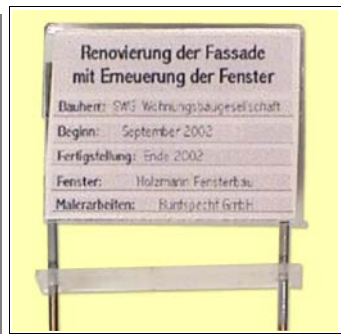 Renovierung der Fassade
mit Erneuerung der Fenster
Bauherr: SWG Wohnungsbaugesellschaft
Beginn: September 2002
Fertigstellung: Ende 2002
Fenster: Holzmann Fensterbau
Malerarbeiten: Buntspecht GmbH